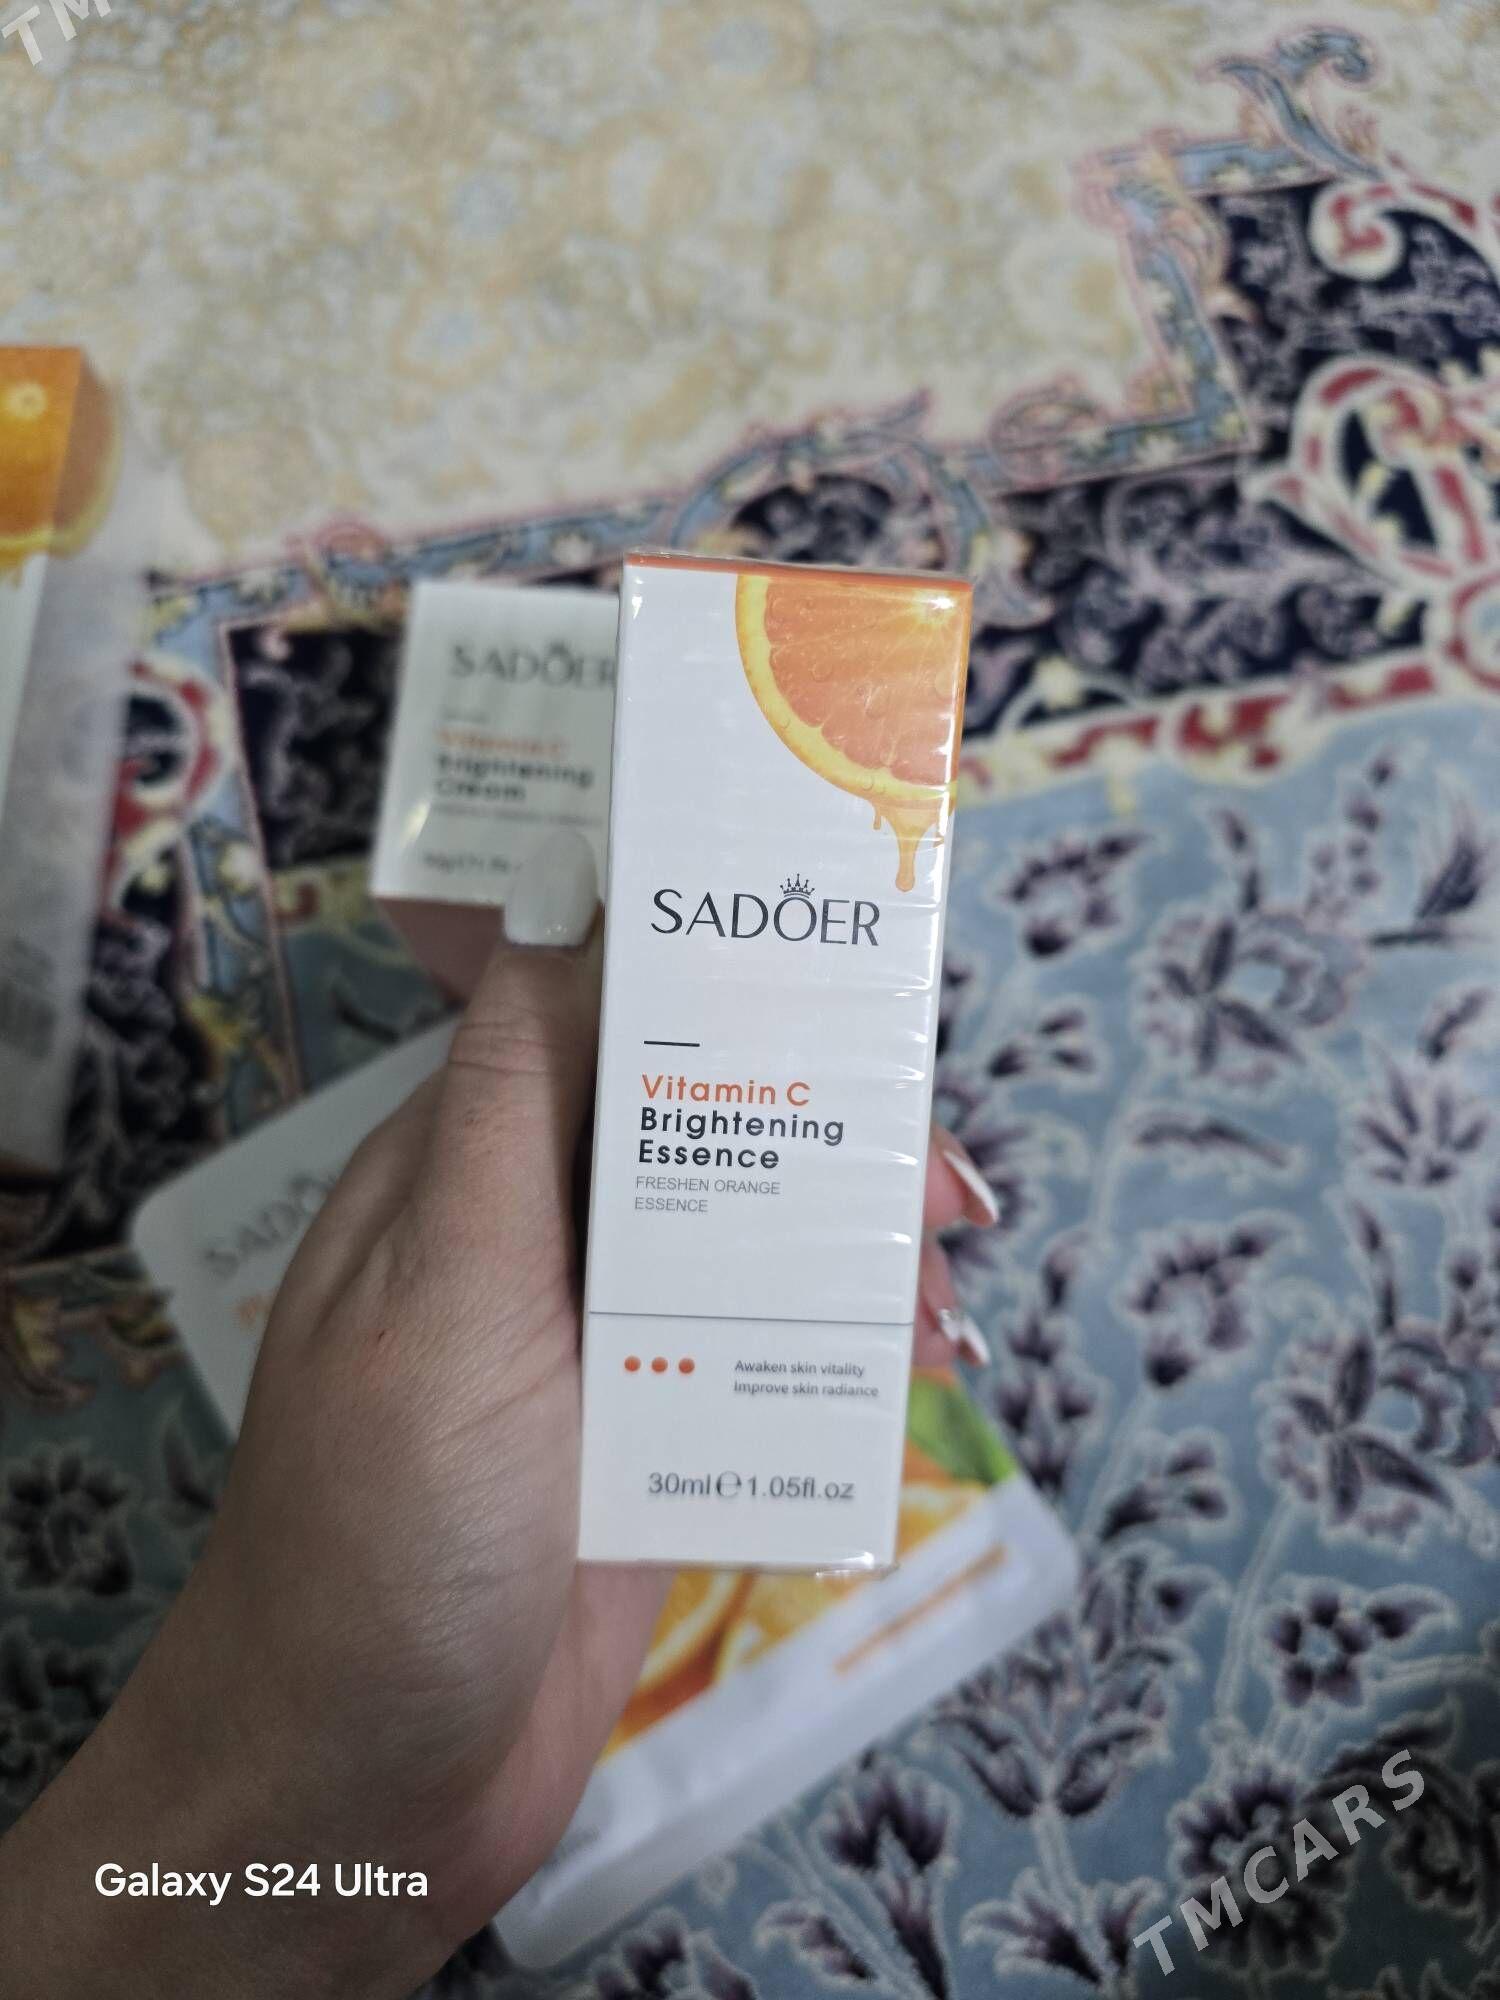 TM
SADOER
Vitamin C
Brightening
Cream
SADOER
Vitamin C
Brightening
Essence
FRESHEN ORANGE
ESSENCE
Awaken skin vitality
Improve skin radiance
30ml ℮ 1.05fl.oz
Galaxy S24 Ultra
TMCARS